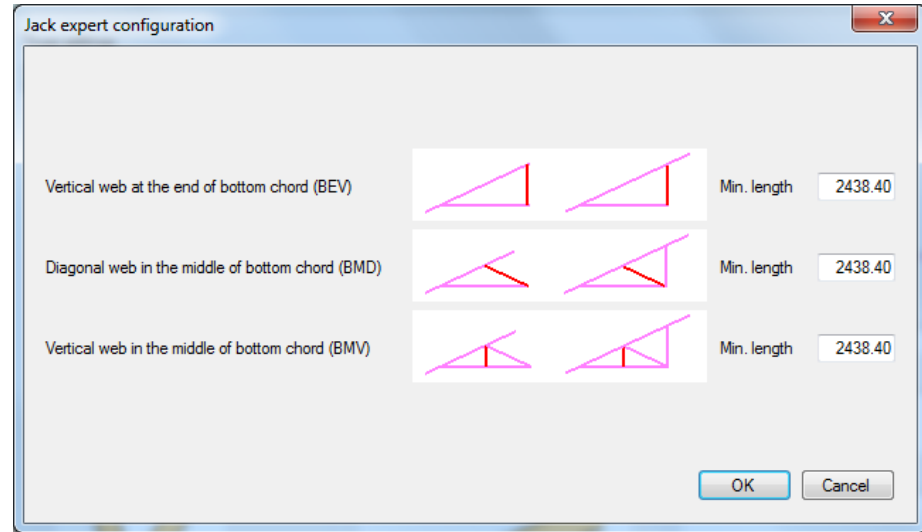 Jack expert configuration
Vertical web at the end of bottom chord (BEV) Min. length 2438.40
Diagonal web in the middle of bottom chord (BMD) Min. length 2438.40
Vertical web in the middle of bottom chord (BMV) Min. length 2438.40
OK Cancel